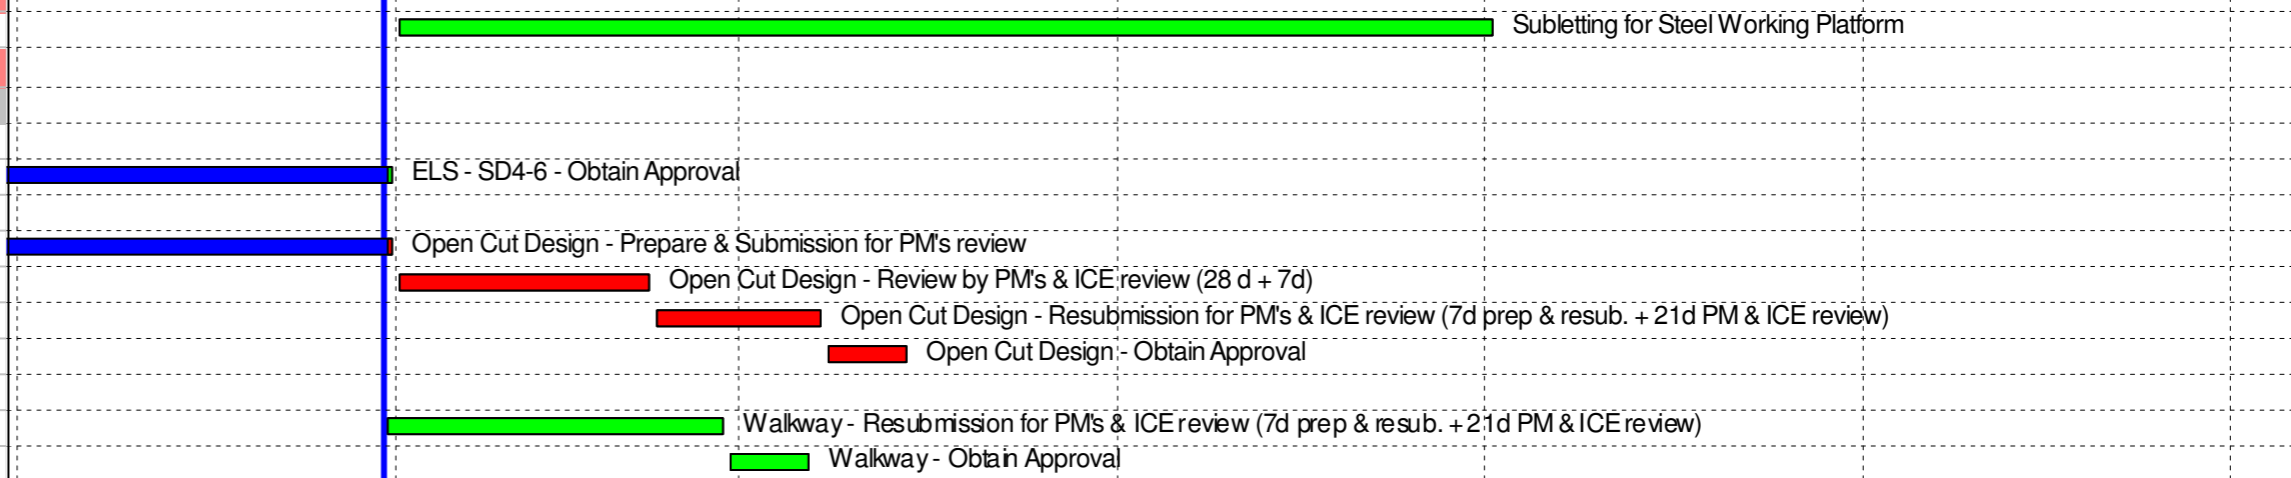 Subletting for Steel Working Platform
ELS - SD4-6 - Obtain Approval
Open Cut Design - Prepare & Submission for PM's review
Open Cut Design - Review by PM's & ICE review (28 d + 7d)
Open Cut Design - Resubmission for PM's & ICE review (7d prep & resub. + 21d PM & ICE review)
Open Cut Design - Obtain Approval
Walkway - Resubmission for PM's & ICE review (7d prep & resub. + 21d PM & ICE review)
Walkway - Obtain Approval